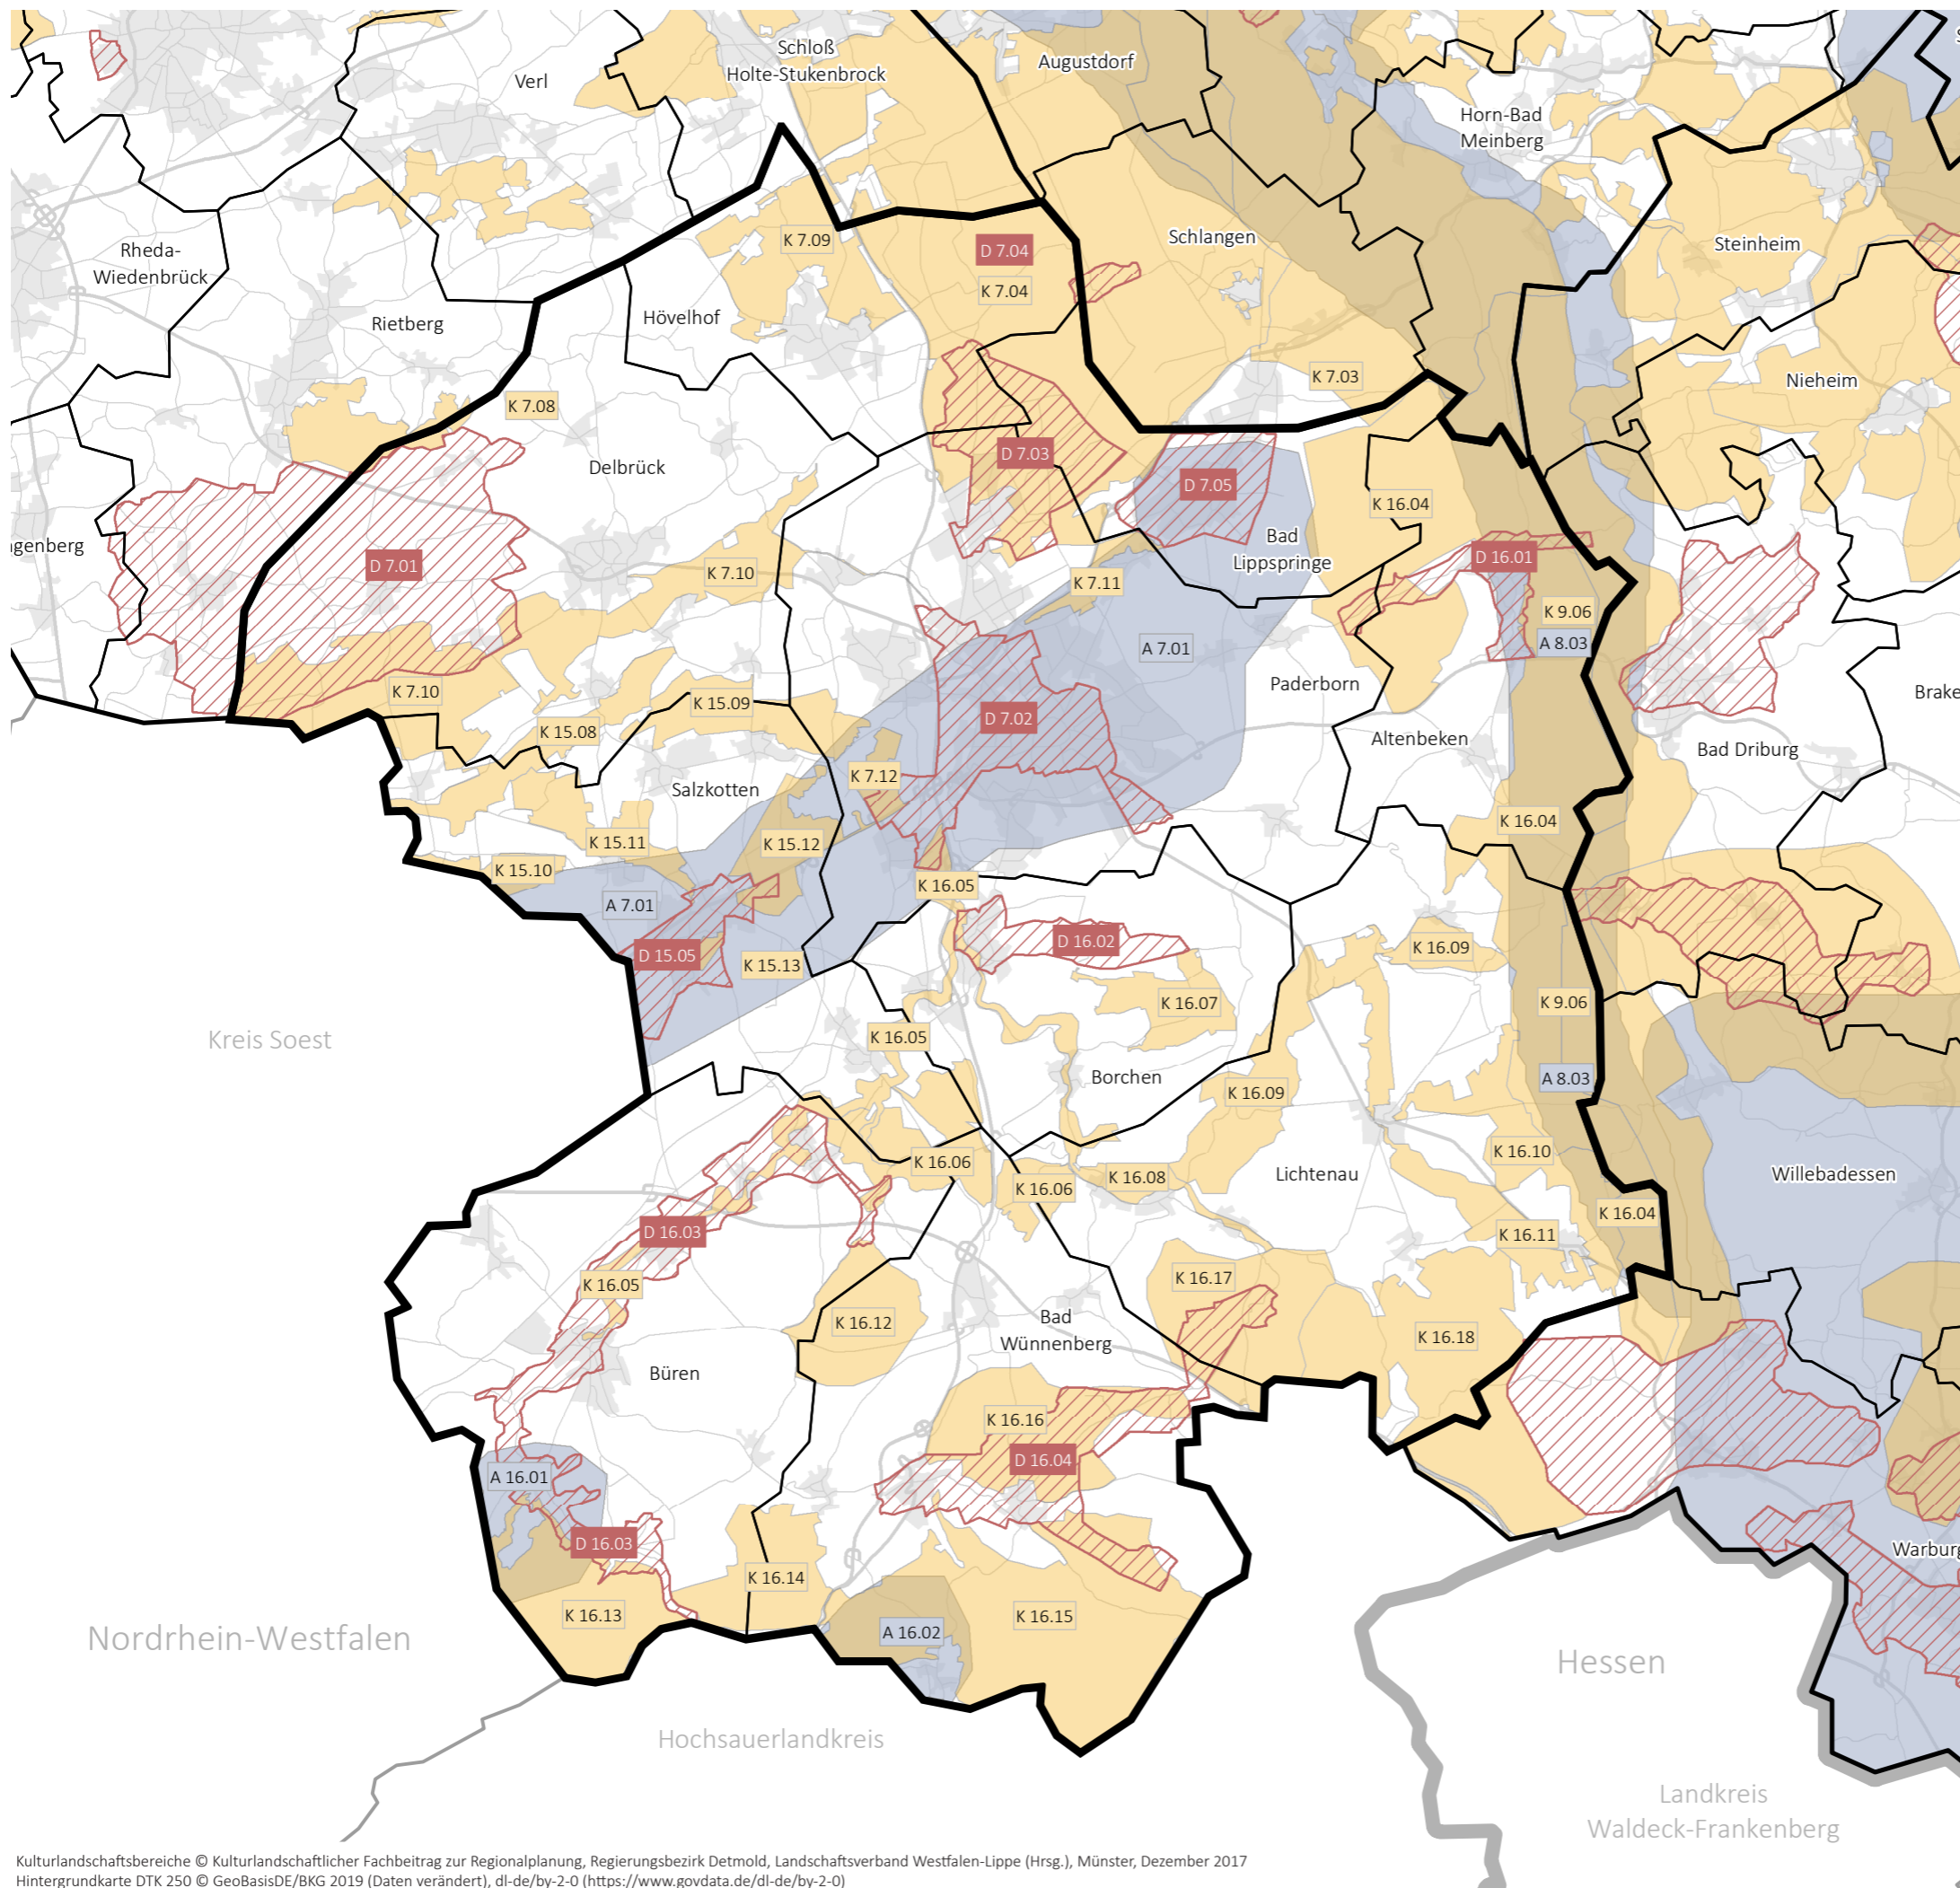 Schloß
Holte-Stukenbrock
Augustdorf
Verl
Horn-Bad
Meinberg
Rheda-
Wiedenbrück
K 7.09
D 7.04
K 7.04
Schlangen
Steinheim
Rietberg
Hövelhof
K 7.03
Nieheim
K 7.08
Delbrück
D 7.03
D 7.05
K 16.04
genberg
Bad
Lippspringe
D 16.01
D 7.01
K 7.10
K 7.11
K 9.06
A 8.03
A 7.01
K 7.10
K 15.09
Paderborn
Brake
D 7.02
K 15.08
Altenbeken
Bad Driburg
K 7.12
Salzkotten
K 16.04
K 15.11
K 15.12
K 15.10
K 16.05
A 7.01
D 15.05
K 15.13
D 16.02
K 16.09
K 16.07
K 9.06
Kreis Soest
K 16.05
Borchen
A 8.03
K 16.09
K 16.06
K 16.06
K 16.08
Lichtenau
K 16.10
Willebadessen
K 16.04
D 16.03
K 16.11
K 16.05
K 16.17
K 16.12
Bad
Wünnenberg
K 16.18
Büren
K 16.16
D 16.04
A 16.01
D 16.03
Warburg
K 16.14
K 16.13
K 16.15
A 16.02
Nordrhein-Westfalen
Hessen
Hochsauerlandkreis
Landkreis
Waldeck-Frankenberg
Kulturlandschaftsbereiche © Kulturlandschaftlicher Fachbeitrag zur Regionalplanung, Regierungsbezirk Detmold, Landschaftsverband Westfalen-Lippe (Hrsg.), Münster, Dezember 2017
Hintergrundkarte DTK 250 © GeoBasisDE/BKG 2019 (Daten verändert), dl-de/by-2-0 (https://www.govdata.de/dl-de/by-2-0)